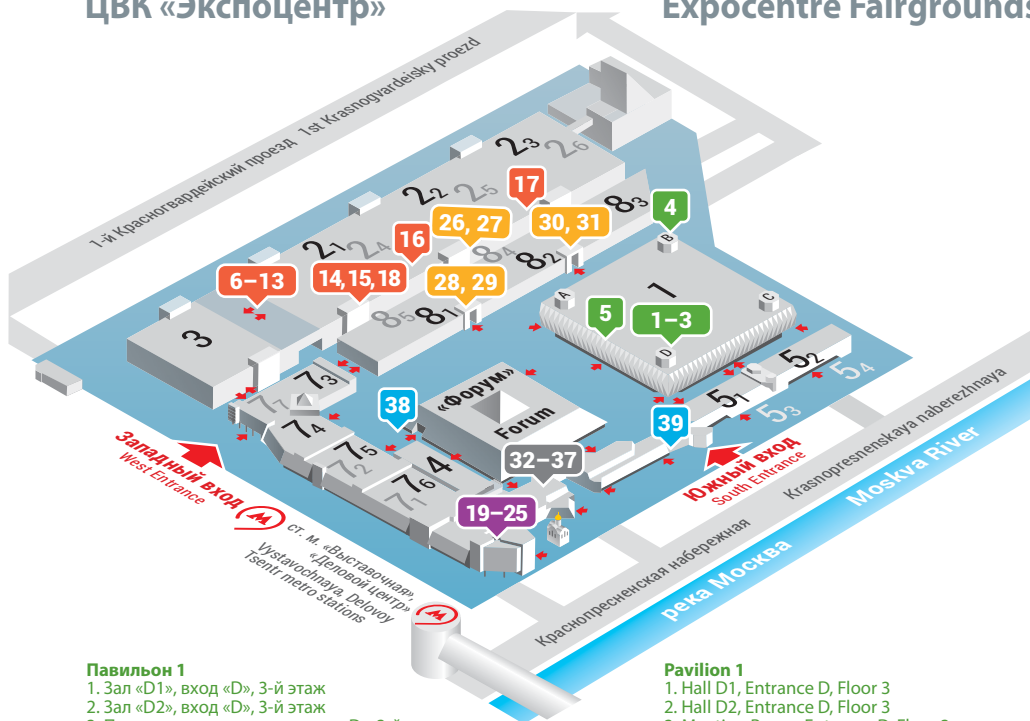 ЦВК «Экспоцентр»
Expocentre Fairgrounds
1-й Красногвардейский проезд 1st Krasnogvardeisky proezd
23
26
22
25
17
83
4
B
21
24
16
26, 27
84
30, 31
82
6–13
14, 15, 18
28, 29
A
1
C
3
85
81
5
1–3
D
73
52
54
38
«Форум»
Forum
51
53
39
74
75
72
4
76
32–37
19–25
Западный вход
West Entrance
Южный вход
South Entrance
ст. м. «Выставочная»,
«Деловой центр»
Vystavochnaya, Delovoy
Tsentr metro stations
Краснопресненская набережная
Krasnopresnenskaya naberezhnaya
река Москва
Moskva River
Павильон 1
1. Зал «D1», вход «D», 3-й этаж
2. Зал «D2», вход «D», 3-й этаж
Pavilion 1
1. Hall D1, Entrance D, Floor 3
2. Hall D2, Entrance D, Floor 3